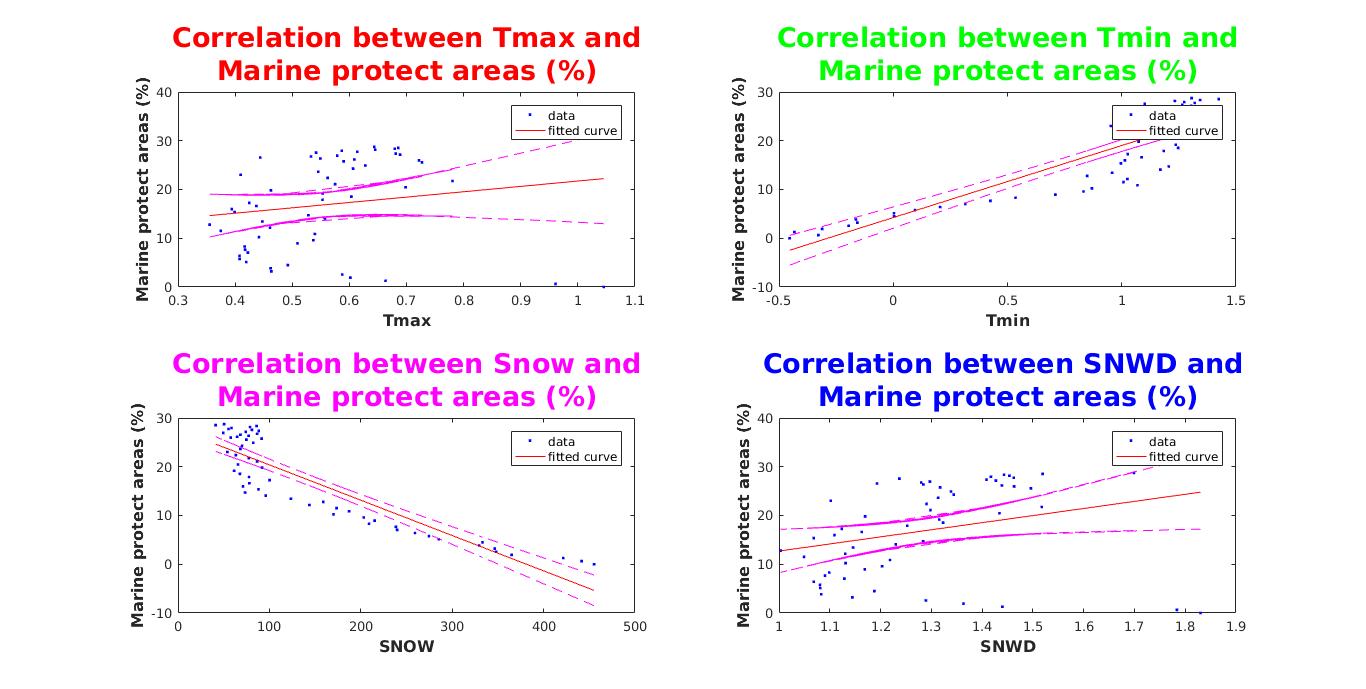 Correlation between Tmax and
Marine protect areas (%)
Marine protect areas (%)
40
30
20
10
0
data
fitted curve
0.3 0.4 0.5 0.6 0.7 0.8 0.9 1 1.1
Tmax
Correlation between Tmin and
Marine protect areas (%)
Marine protect areas (%)
30
20
10
0
-10
data
fitted curve
-0.5 0 0.5 1 1.5
Tmin
Correlation between Snow and
Marine protect areas (%)
Marine protect areas (%)
30
20
10
0
-10
data
fitted curve
0 100 200 300 400 500
SNOW
Correlation between SNWD and
Marine protect areas (%)
Marine protect areas (%)
40
30
20
10
0
data
fitted curve
1 1.1 1.2 1.3 1.4 1.5 1.6 1.7 1.8 1.9
SNWD